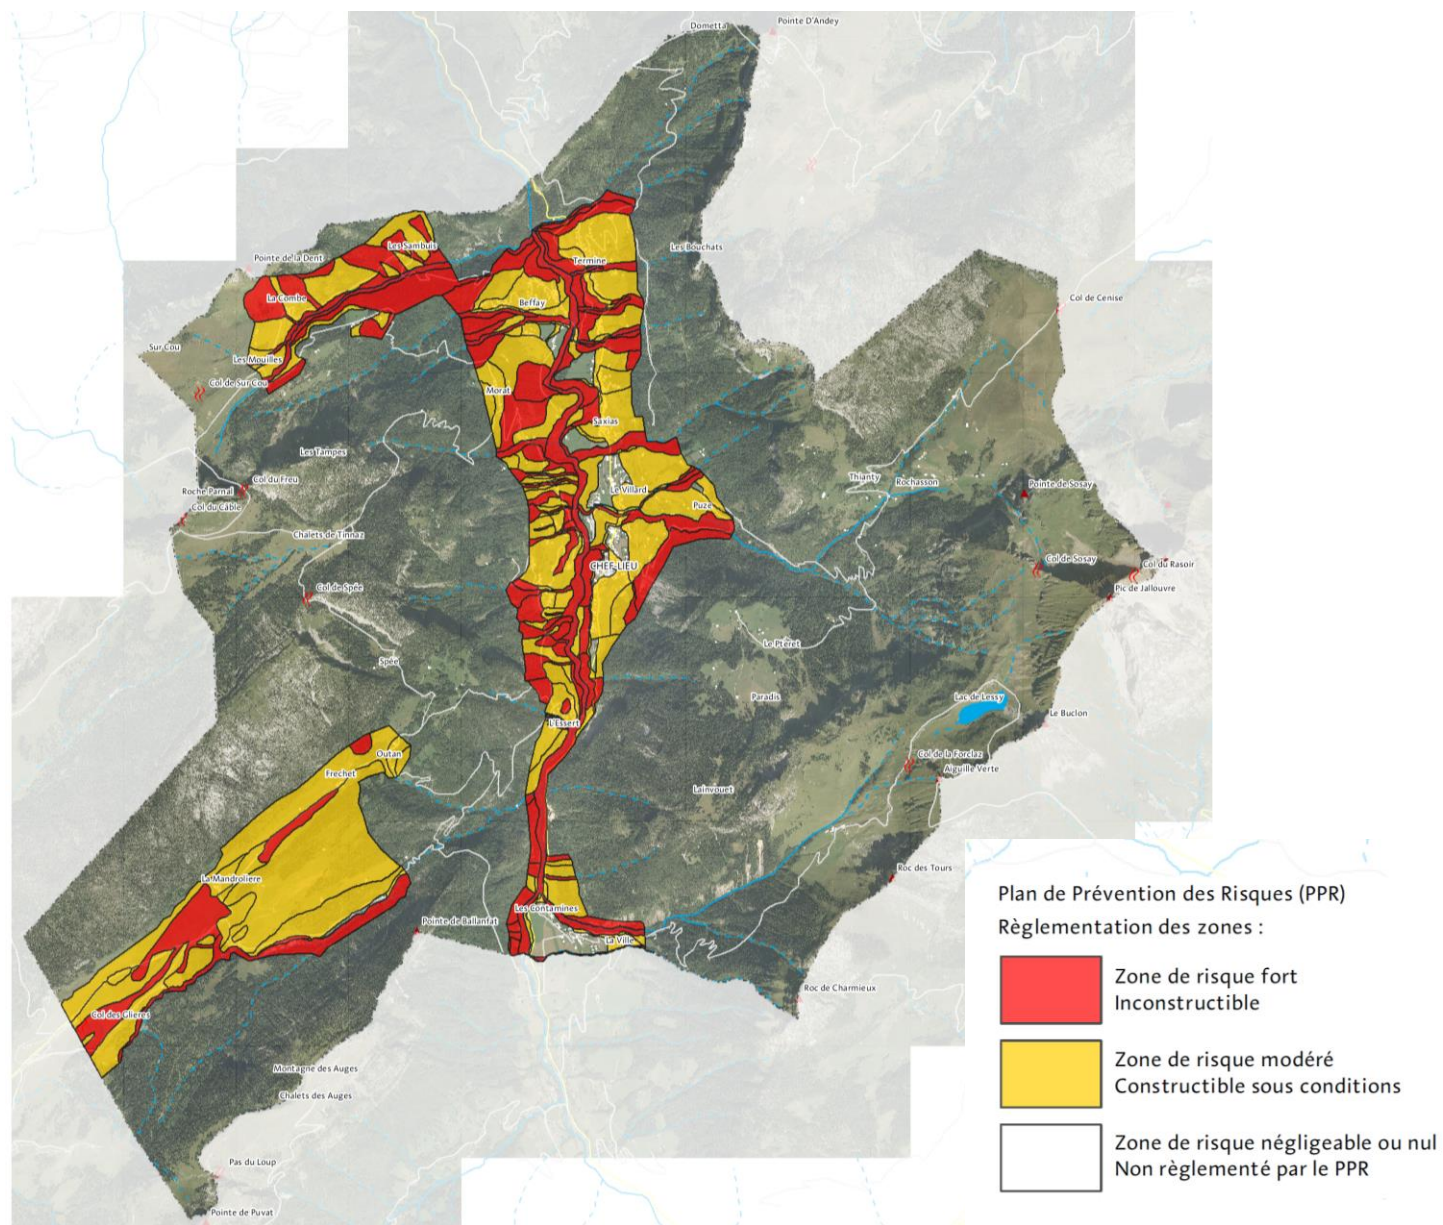 Dometta
Pointe D'Andey
Les Bouchats
Les Sambuis
Pointe de la Dent
Termine
La Combe
Beffay
Col de Cenise
Sur Cou
Les Mouilles
Col de Sur Cou
Morat
Saxias
Les Tampes
Col du Freu
Roche Parnal
Col du Câble
Le Villard
Puze
Thianty
Rochasson
Pointe de Sosay
Chalets de Tinnaz
Col de Sosay
Col du Rasoir
CHEF-LIEU
Col de Spée
Pic de Jallouvre
Le Ptéret
Spée
Paradis
Lac de Lessy
Le Buclon
L'Essert
Outan
Col de la Forclaz
Aiguille Verte
Frechet
Lainvouet
La Mandroliere
Roc des Tours
Les Contamines
Pointe de Ballanfat
La Ville
Roc de Charmieux
Col des Glieres
Montagne des Auges
Chalets des Auges
Pas du Loup
Pointe de Puvat
Plan de Prévention des Risques (PPR)
Règlementation des zones :
Zone de risque fort
Inconstructible
Zone de risque modéré
Constructible sous conditions
Zone de risque négligeable ou nul
Non règlementé par le PPR